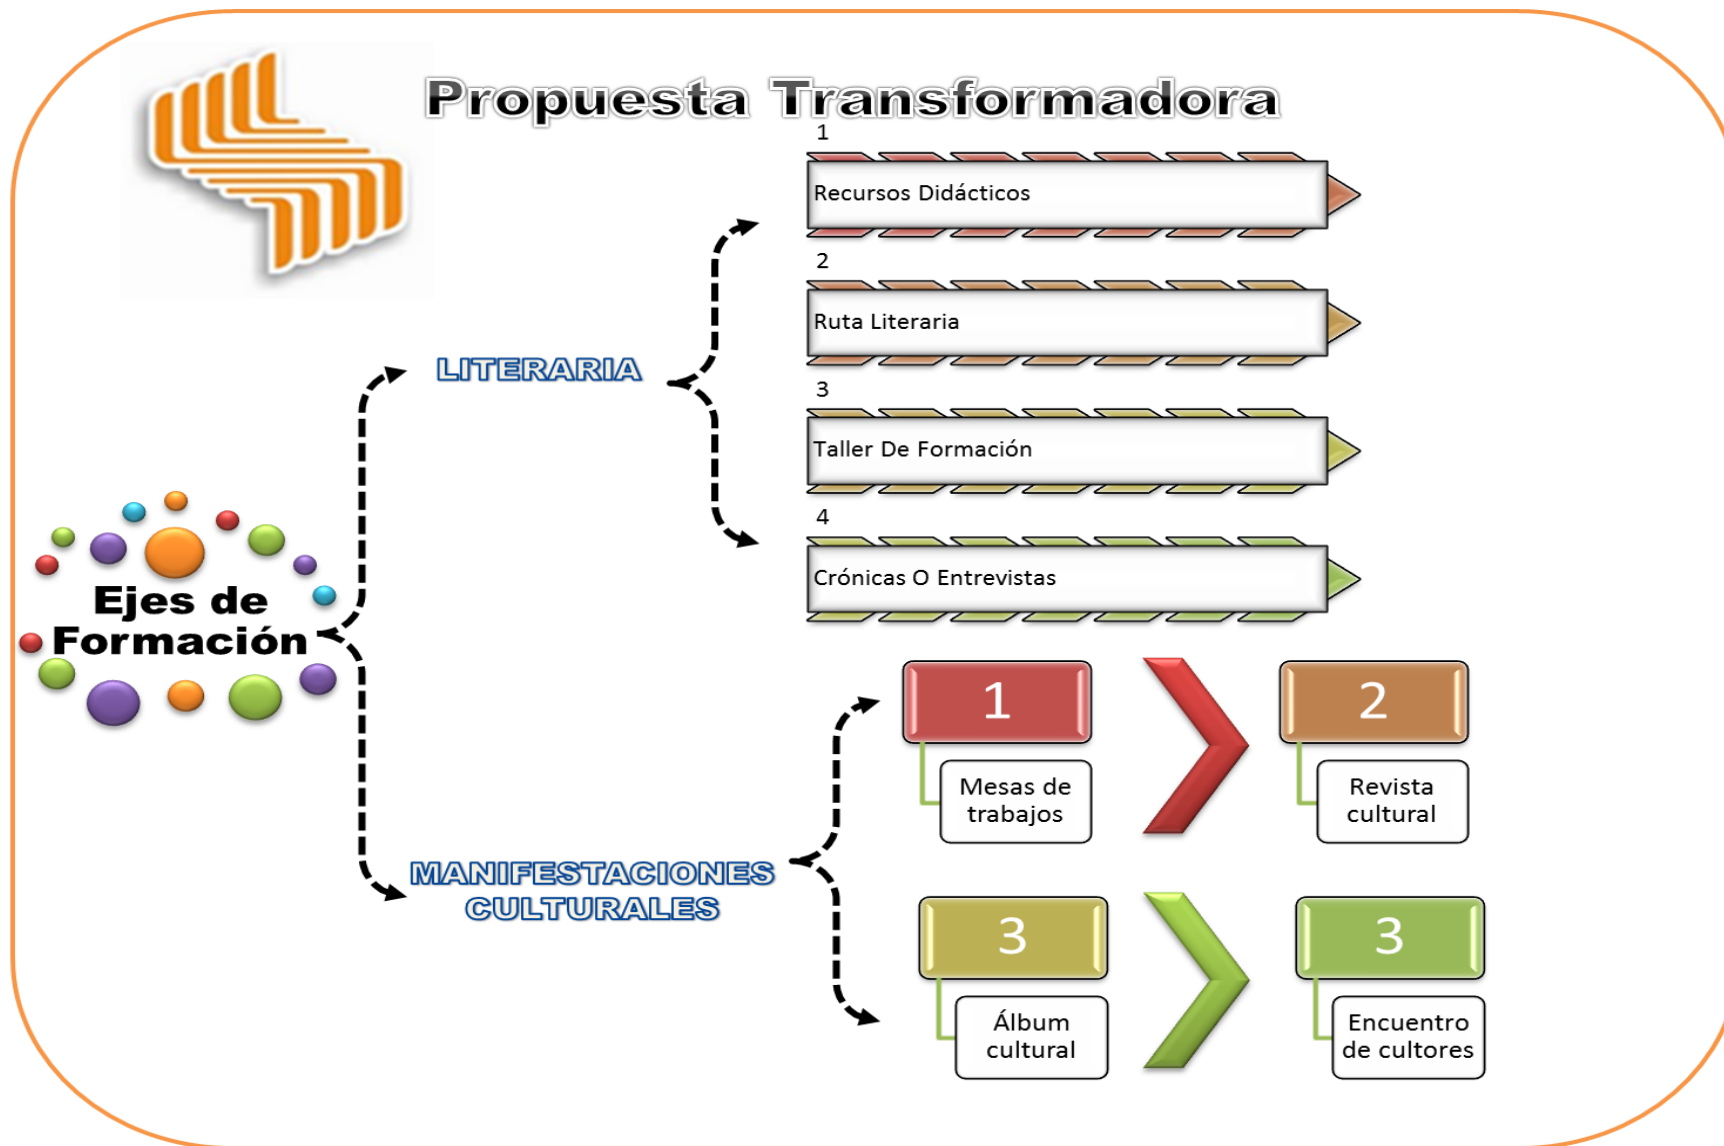 Propuesta Transformadora
1
Recursos Didácticos
2
Ruta Literaria
3
Taller De Formación
4
Crónicas O Entrevistas
LITERARIA
Ejes de
Formación
MANIFESTACIONES
CULTURALES
1
Mesas de
trabajos
2
Revista
cultural
3
Álbum
cultural
3
Encuentro
de cultores